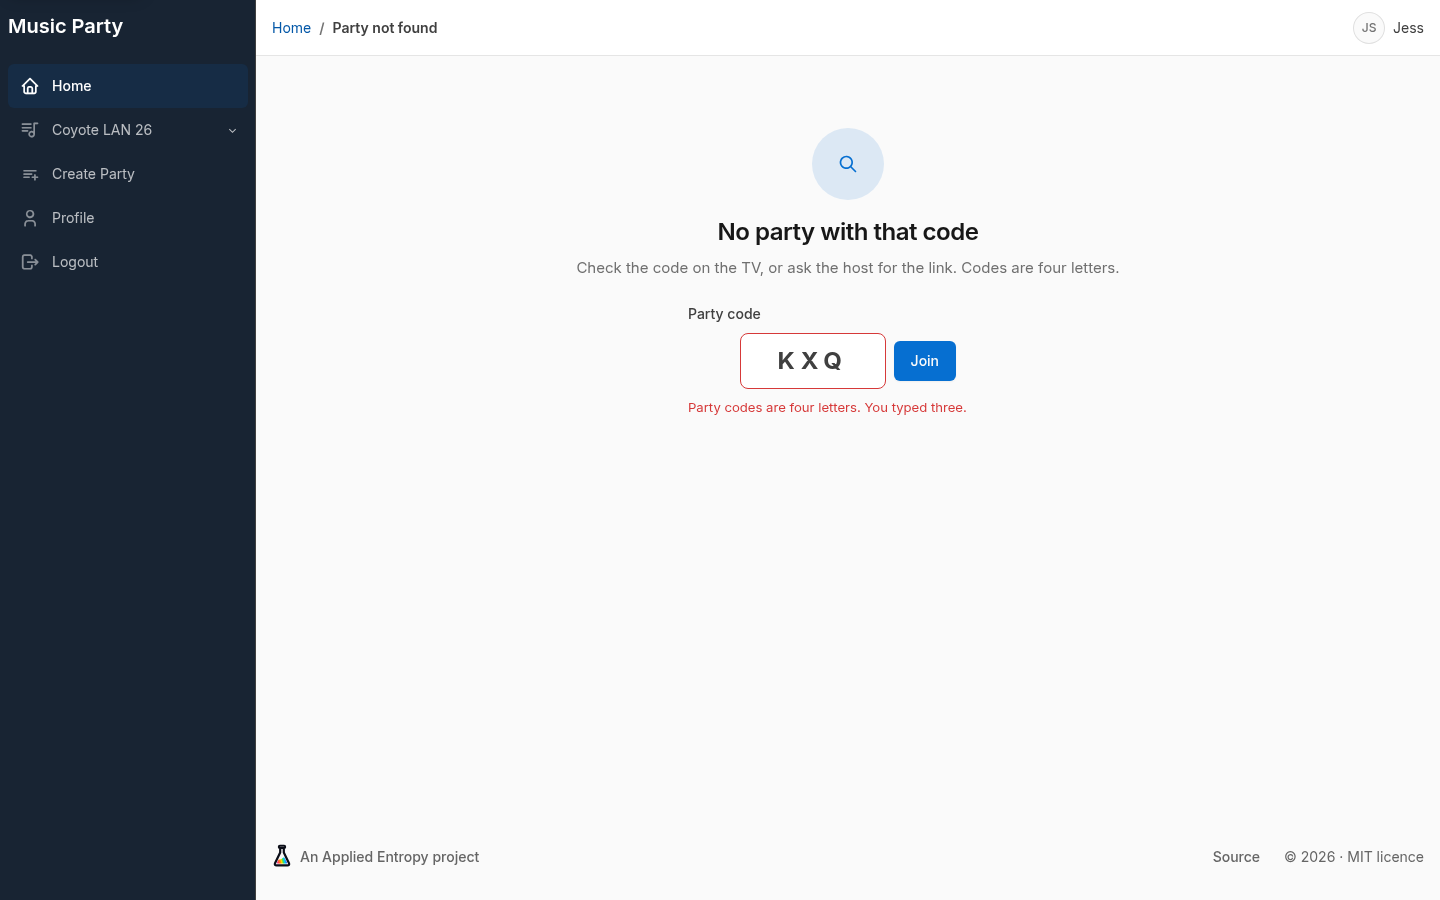 Music Party
Home
Coyote LAN 26
Create Party
Profile
Logout
Home / Party not found
JS Jess
No party with that code
Check the code on the TV, or ask the host for the link. Codes are four letters.
Party code
KXQ
Join
Party codes are four letters. You typed three.
An Applied Entropy project
Source
© 2026 · MIT licence